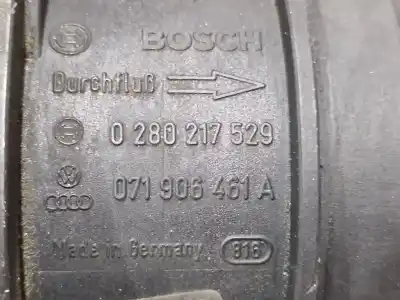 BOSCH
Durchfluß
0 280 217 529
071 906 461 A
Made in Germany 816